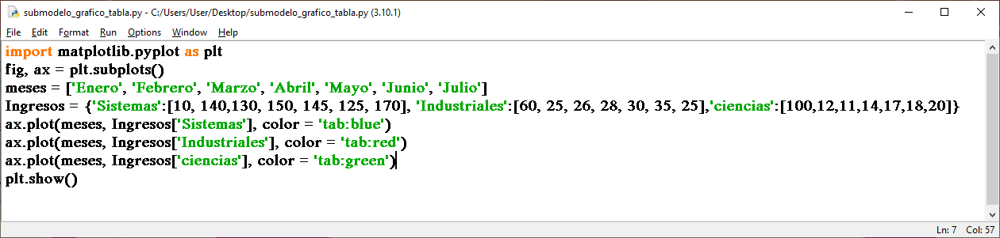 submodelo_grafico_tabla.py - C:/Users/User/Desktop/submodelo_grafico_tabla.py (3.10.1)
File Edit Format Run Options Window Help
import matplotlib.pyplot as plt
fig, ax = plt.subplots()
meses = ['Enero', 'Febrero', 'Marzo', 'Abril', 'Mayo', 'Junio', 'Julio']
Ingresos = {'Sistemas':[10, 140,130, 150, 145, 125, 170], 'Industriales':[60, 25, 26, 28, 30, 35, 25],'ciencias':[100,12,11,14,17,18,20]}
ax.plot(meses, Ingresos['Sistemas'], color = 'tab:blue')
ax.plot(meses, Ingresos['Industriales'], color = 'tab:red')
ax.plot(meses, Ingresos['ciencias'], color = 'tab:green')
plt.show()
Ln: 7 Col: 57